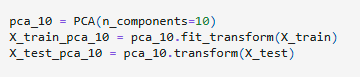 pca_10 = PCA(n_components=10)
X_train_pca_10 = pca_10.fit_transform(X_train)
X_test_pca_10 = pca_10.transform(X_test)